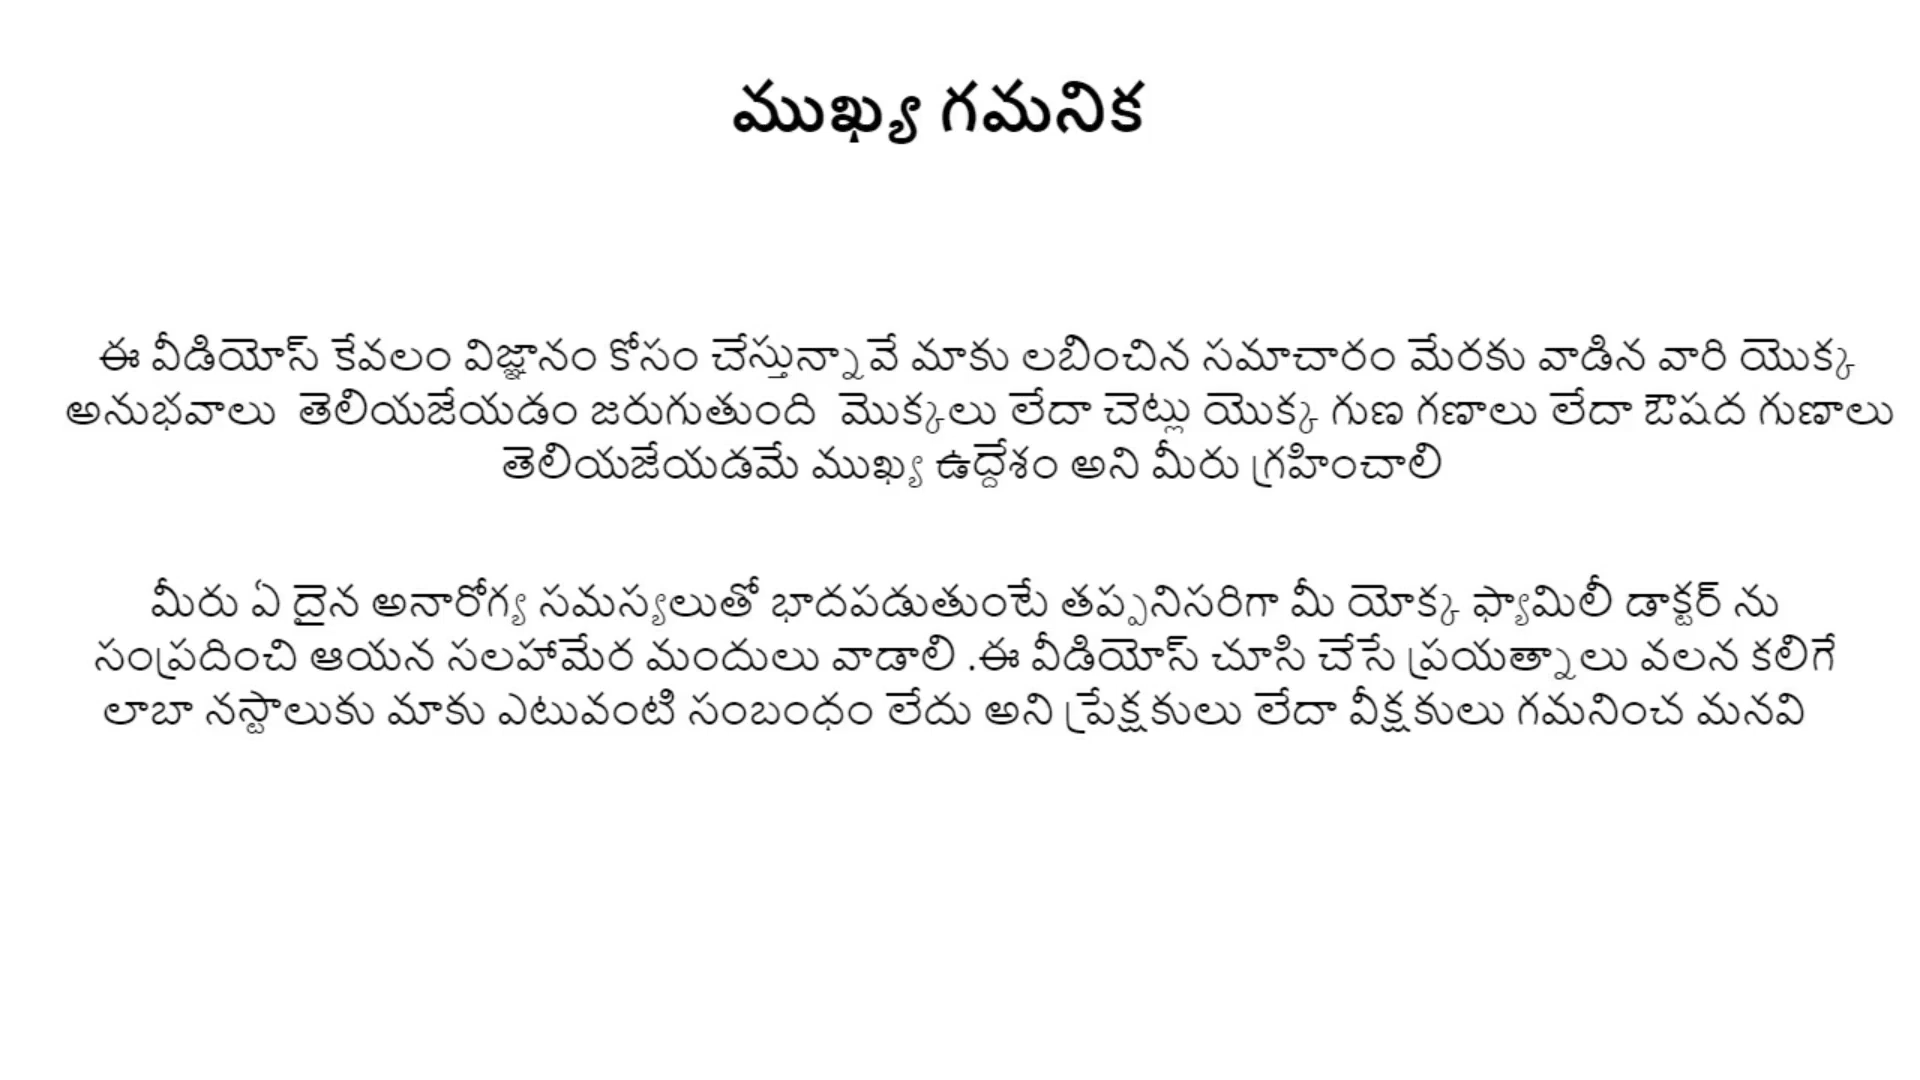 ముఖ్య గమనిక
ఈ వీడియోస్ కేవలం విజ్ఞానం కోసం చేస్తున్నావే మాకు లబించిన సమాచారం మేరకు వాడిన వారి యొక్క
అనుభవాలు తెలియజేయడం జరుగుతుంది మొక్కలు లేదా చెట్లు యొక్క గుణ గణాలు లేదా ఔషద గుణాలు
తెలియజేయడమే ముఖ్య ఉద్దేశం అని మీరు గ్రహించాలి
మీరు ఏ దైన అనారోగ్య సమస్యలుతో భాదపడుతుంటే తప్పనిసరిగా మీ యోక్క ఫ్యామిలీ డాక్టర్ ను
సంప్రదించి ఆయన సలహామేర మందులు వాడాలి .ఈ వీడియోస్ చూసి చేసే ప్రయత్నాలు వలన కలిగే
లాబా నస్టాలుకు మాకు ఎటువంటి సంబంధం లేదు అని ప్రేక్షకులు లేదా వీక్షకులు గమనించ మనవి